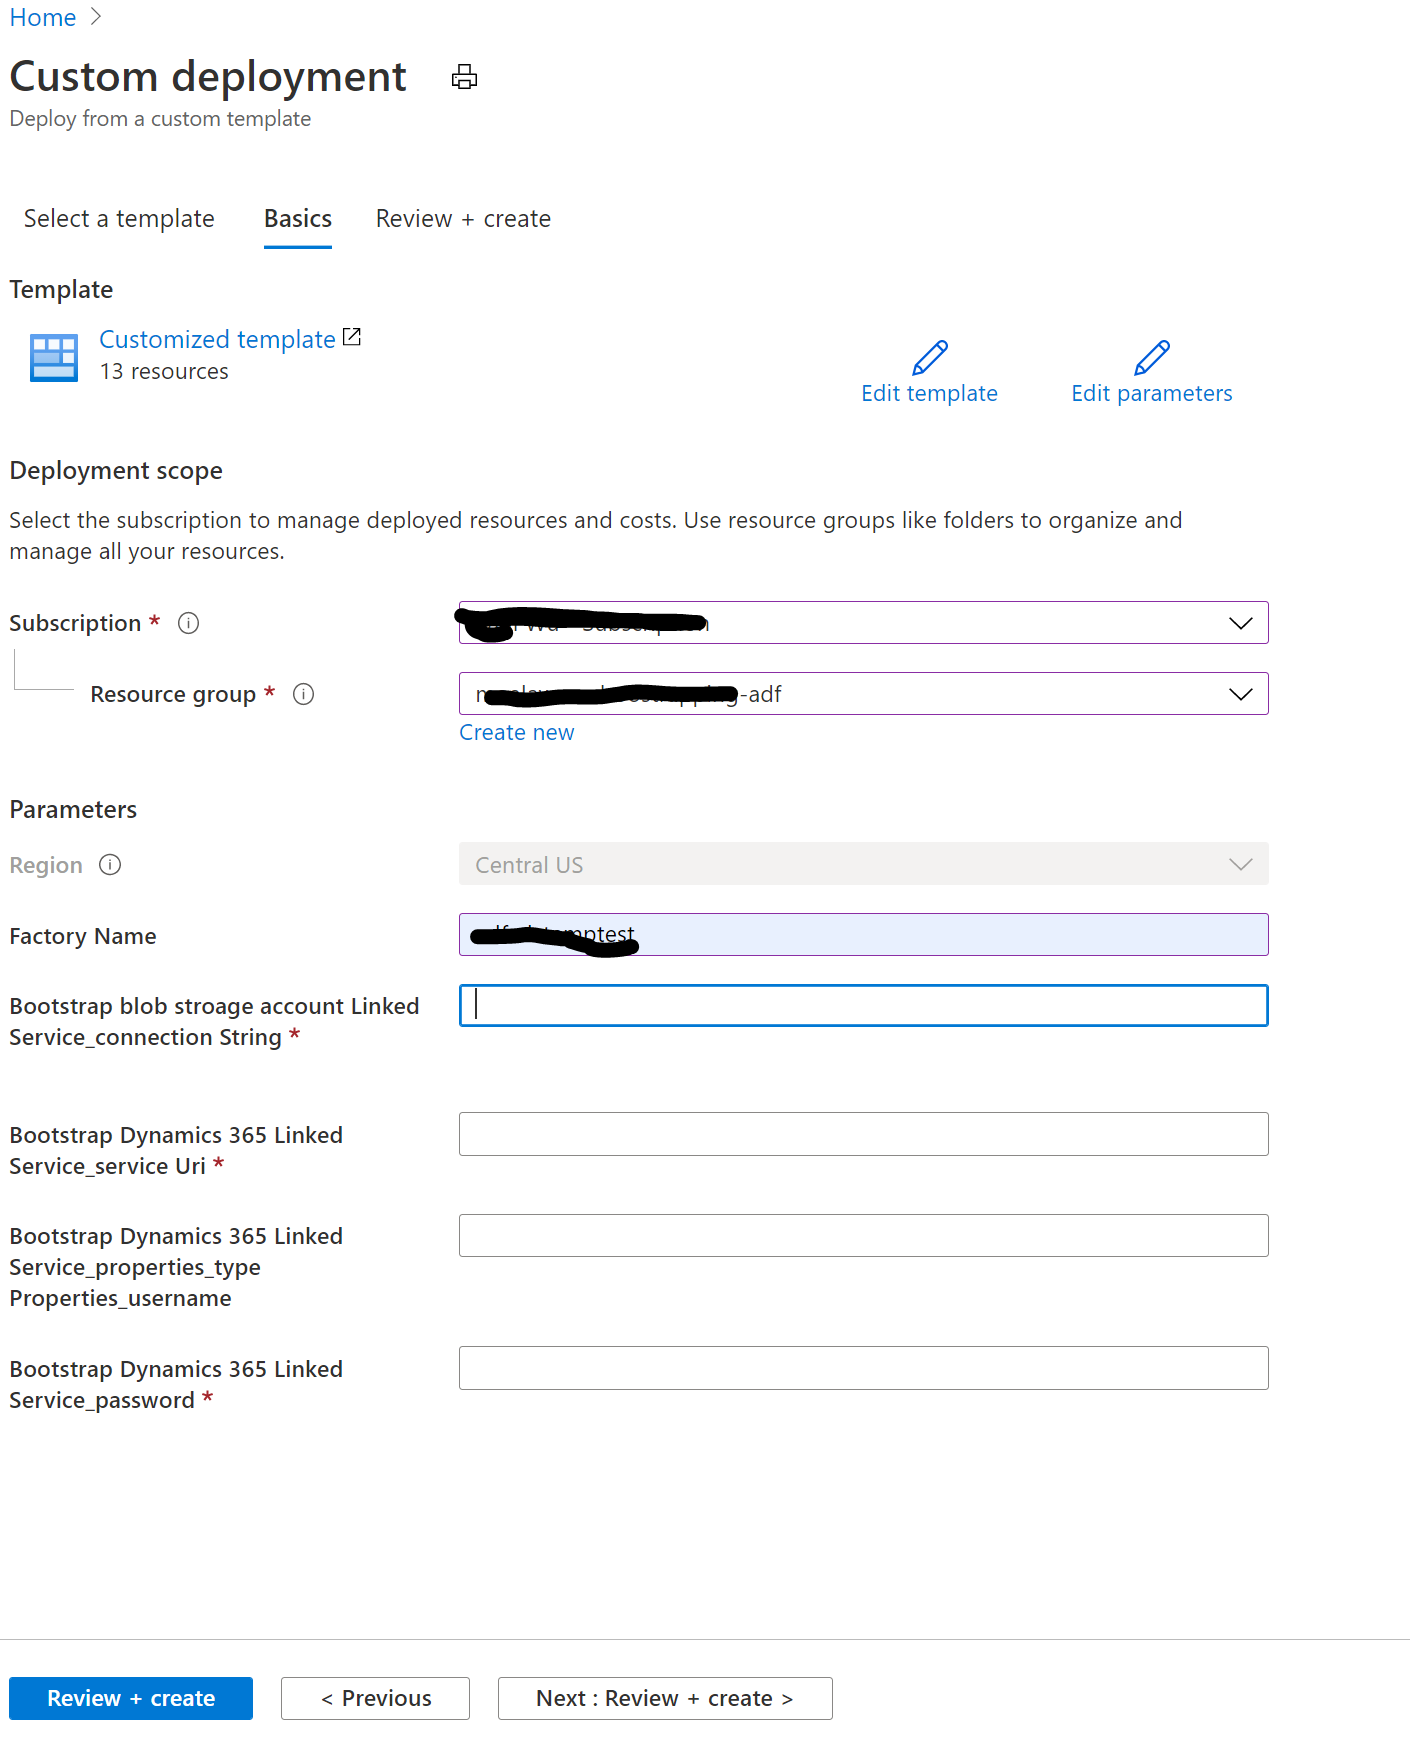 Home
Custom deployment
Deploy from a custom template
Select a template Basics Review + create
Template
Customized template
13 resources
Edit template Edit parameters
Deployment scope
Select the subscription to manage deployed resources and costs. Use resource groups like folders to organize and
manage all your resources.
Subscription *
Resource group * -adf
Create new
Parameters
Region Central US
Factory Name
Bootstrap blob stroage account Linked
Service_connection String *
Bootstrap Dynamics 365 Linked
Service_service Uri *
Bootstrap Dynamics 365 Linked
Service_properties_type
Properties_username
Bootstrap Dynamics 365 Linked
Service_password *
Review + create < Previous Next : Review + create >